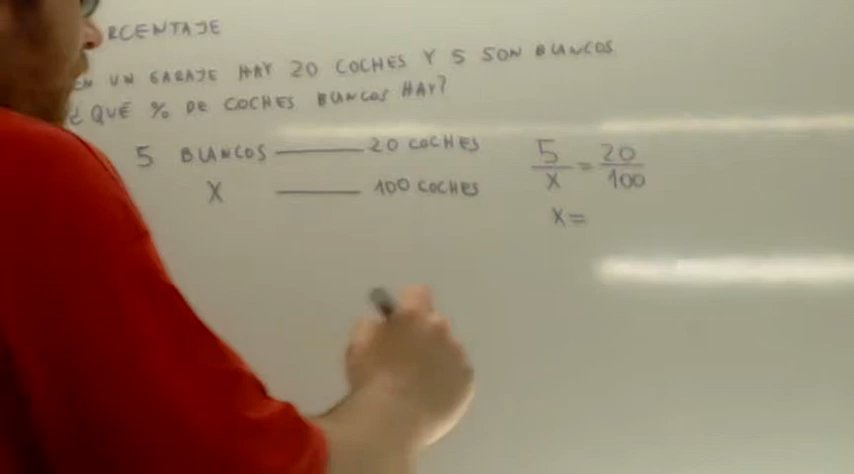 RCENTAJE
EN UN GARAJE HAY 20 COCHES Y 5 SON BLANCOS
¿QUÉ % DE COCHES BLANCOS HAY?
5 BLANCOS ——— 20 COCHES
X ——— 100 COCHES
5/X = 20/100
X=